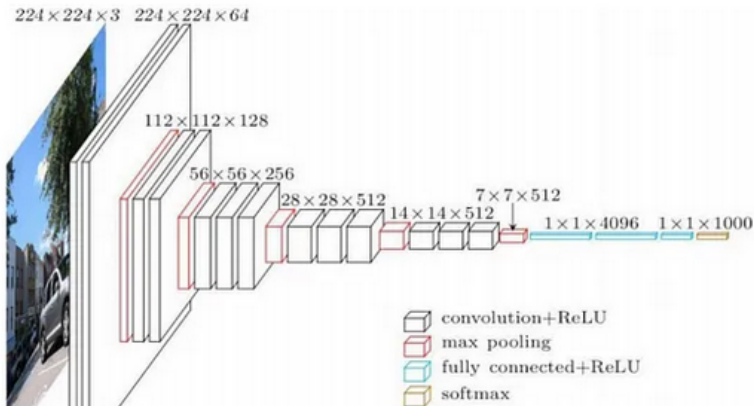 224×224×3 224×224×64
112×112×128
56×56×256
28×28×512
14×14×512
7×7×512
1×1×4096 1×1×1000
convolution+ReLU
max pooling
fully connected+ReLU
softmax